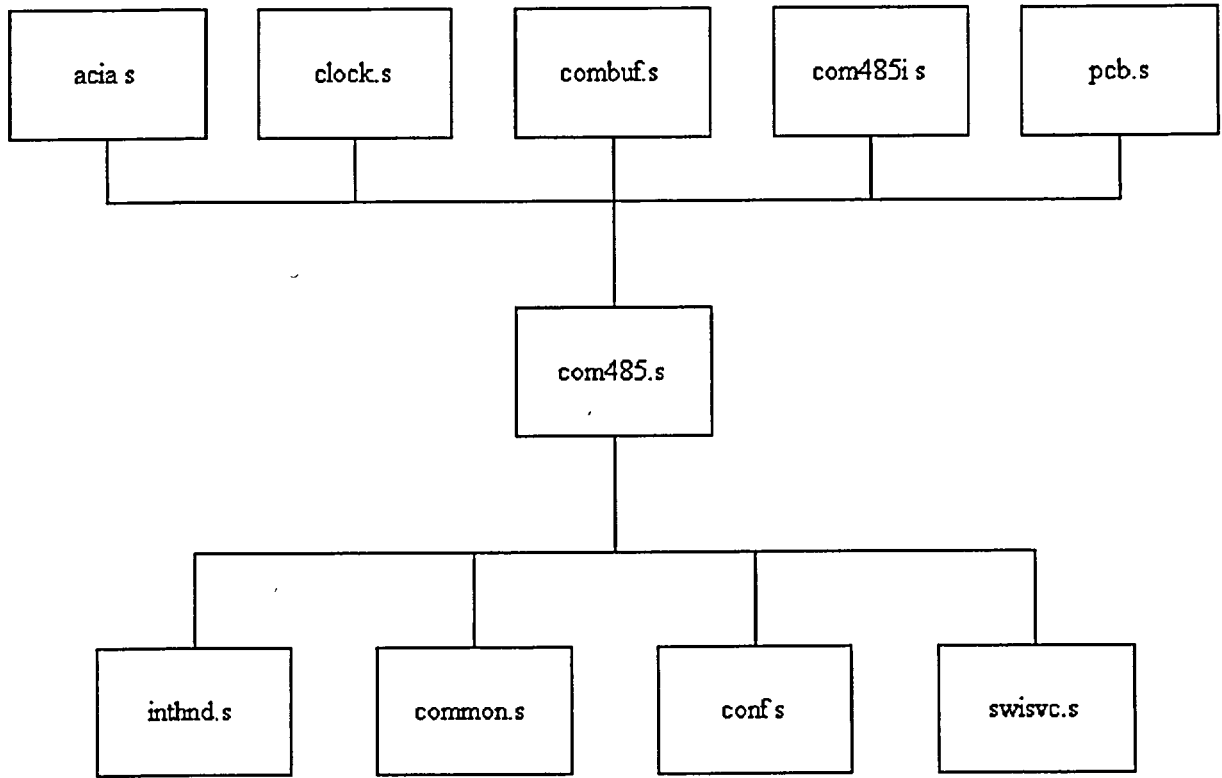 acia s
clock.s
combuf.s
com485i s
pcb.s
com485.s
inthnd.s
common.s
conf s
swisvc.s